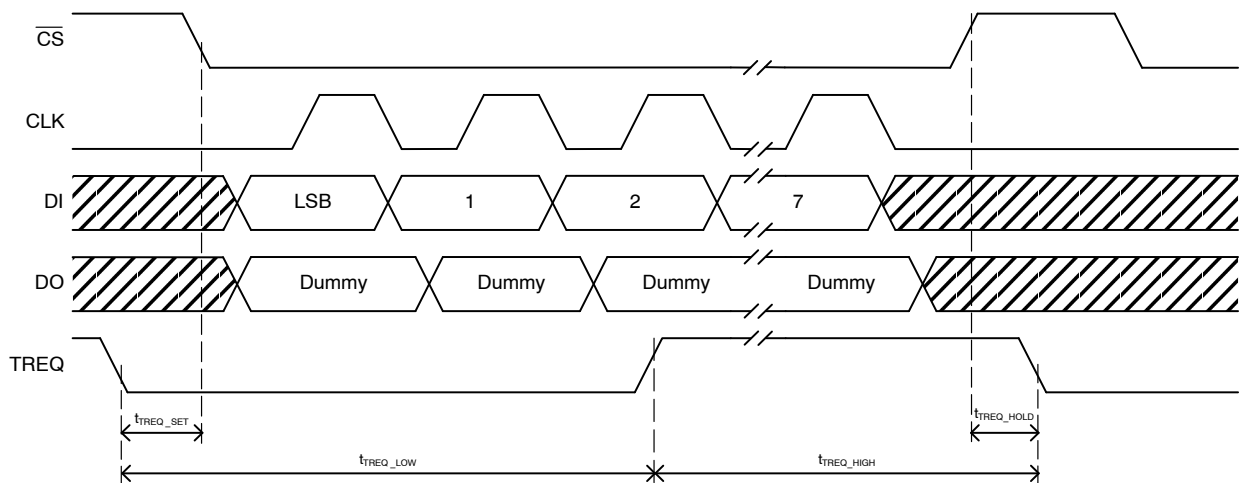 CS
CLK
DI LSB 1 2 7
DO Dummy Dummy Dummy Dummy
TREQ
tTREQ_SET tTREQ_HOLD
tTREQ_LOW tTREQ_HIGH